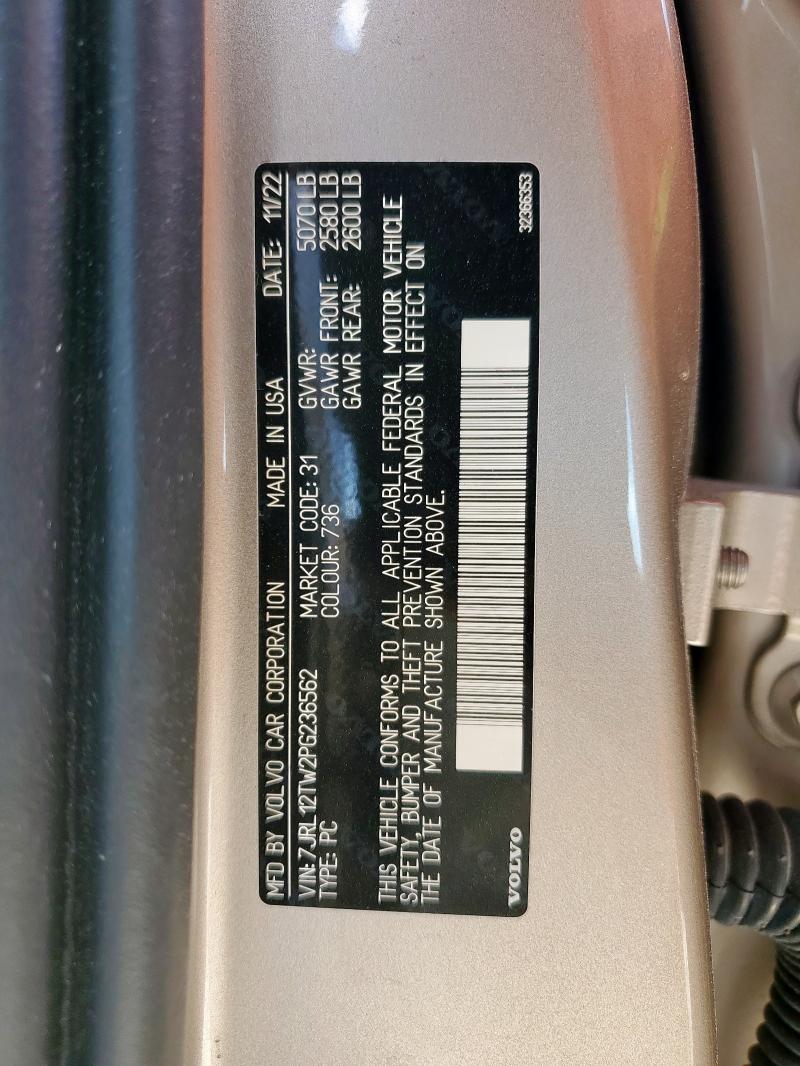 MFD BY VOLVO CAR CORPORATION MADE IN USA DATE: 11/22
VIN: 7JRL12TW2PG236562 MARKET CODE: 31 GVWR: 5070 LB
TYPE: PC COLOUR: 736 GAWR FRONT: 2580 LB
GAWR REAR: 2600 LB
THIS VEHICLE CONFORMS TO ALL APPLICABLE FEDERAL MOTOR VEHICLE
SAFETY, BUMPER AND THEFT PREVENTION STANDARDS IN EFFECT ON
THE DATE OF MANUFACTURE SHOWN ABOVE.
VOLVO 32366353